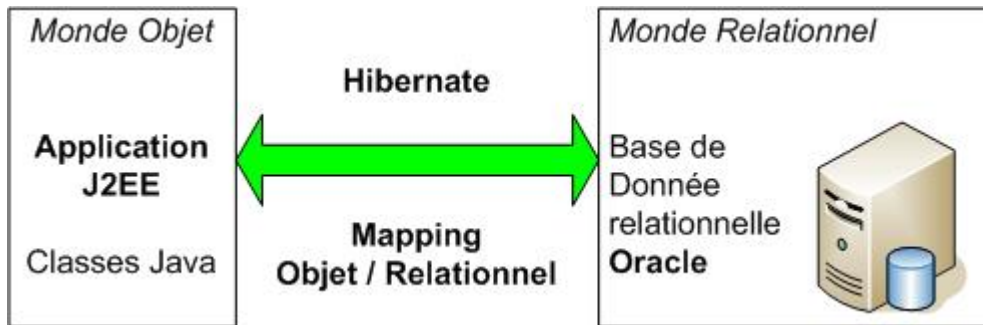 Monde Objet
Application
J2EE
Classes Java
Hibernate
Mapping
Objet / Relationnel
Monde Relationnel
Base de
Donnée
relationnelle
Oracle